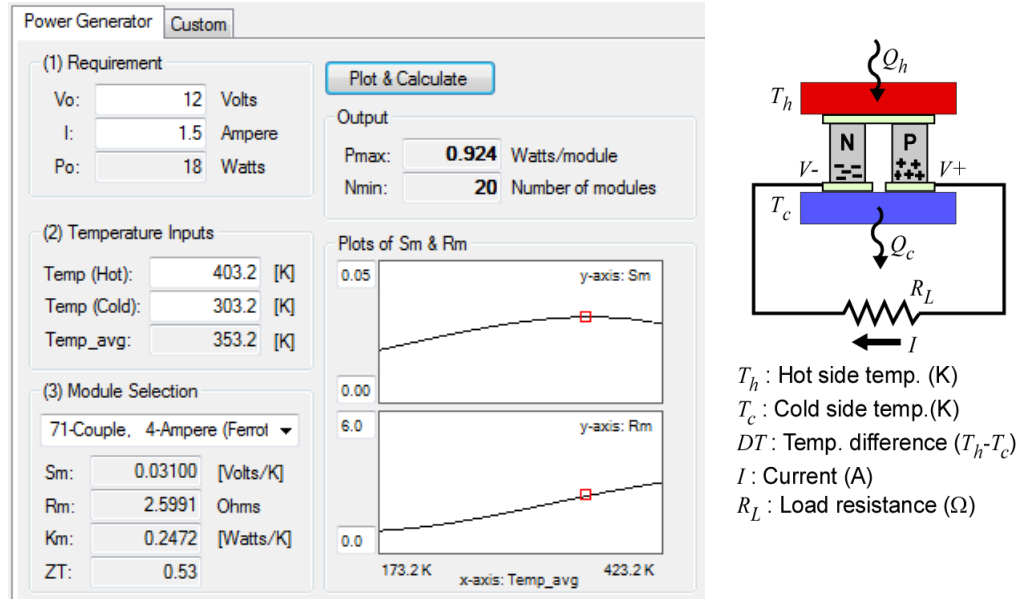 Power Generator
Custom
(1) Requirement
Vo: 12 Volts
I: 1.5 Ampere
Po: 18 Watts
(2) Temperature Inputs
Temp (Hot): 403.2 [K]
Temp (Cold): 303.2 [K]
Temp_avg: 353.2 [K]
(3) Module Selection
71-Couple, 4-Ampere (Ferrot
Sm: 0.03100 [Volts/K]
Rm: 2.5991 Ohms
Km: 0.2472 [Watts/K]
ZT: 0.53
Plot & Calculate
Output
Pmax: 0.924 Watts/module
Nmin: 20 Number of modules
Plots of Sm & Rm
0.05
y-axis: Sm
0.00
6.0
y-axis: Rm
0.0
173.2 K
x-axis: Temp_avg
423.2 K
Qh
Th
N P
V- V+
Tc
Qc
RL
I
Th : Hot side temp. (K)
Tc : Cold side temp.(K)
DT : Temp. difference (Th-Tc)
I : Current (A)
RL : Load resistance (Ω)